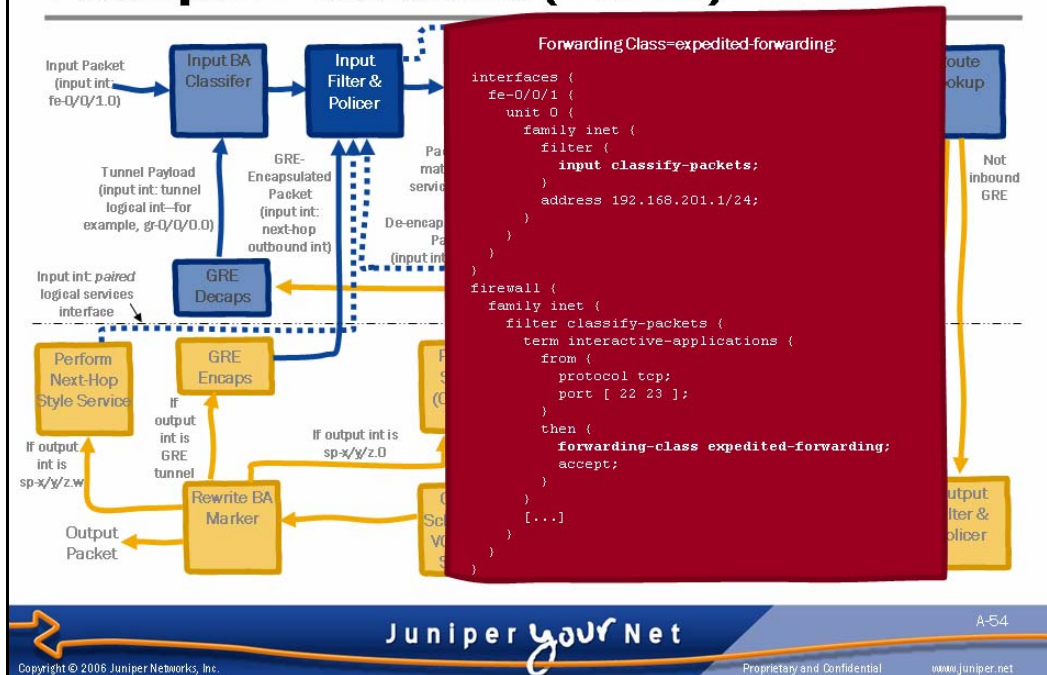 Input Packet
(input int:
fe-0/0/1.0)
Input BA
Classifer
Input
Filter &
Policer
Tunnel Payload
(input int: tunnel
logical int—for
example, gr-0/0/0.0)
GRE-
Encapsulated
Packet
(input int:
next-hop
outbound int)
De-encap
(input int
Input int: paired
logical services
interface
GRE
Decaps
Forwarding Class=expedited-forwarding:
interfaces {
fe-0/0/1 {
unit 0 {
family inet {
filter {
input classify-packets;
}
address 192.168.201.1/24;
}
}
}
}
firewall {
family inet {
filter classify-packets {
term interactive-applications {
from {
protocol tcp;
port [ 22 23 ];
}
then {
forwarding-class expedited-forwarding;
accept;
}
}
[...]
}
}
}
Not
inbound
GRE
Perform
Next-Hop
Style Service
GRE
Encaps
If output
int is
sp-x/y/z.w
If
output
int is
GRE
tunnel
If output int is
sp-x/y/z.0
Rewrite BA
Marker
Output
Packet
Juniper your Net
A-54
Copyright © 2006 Juniper Networks, Inc.
Proprietary and Confidential
www.juniper.net